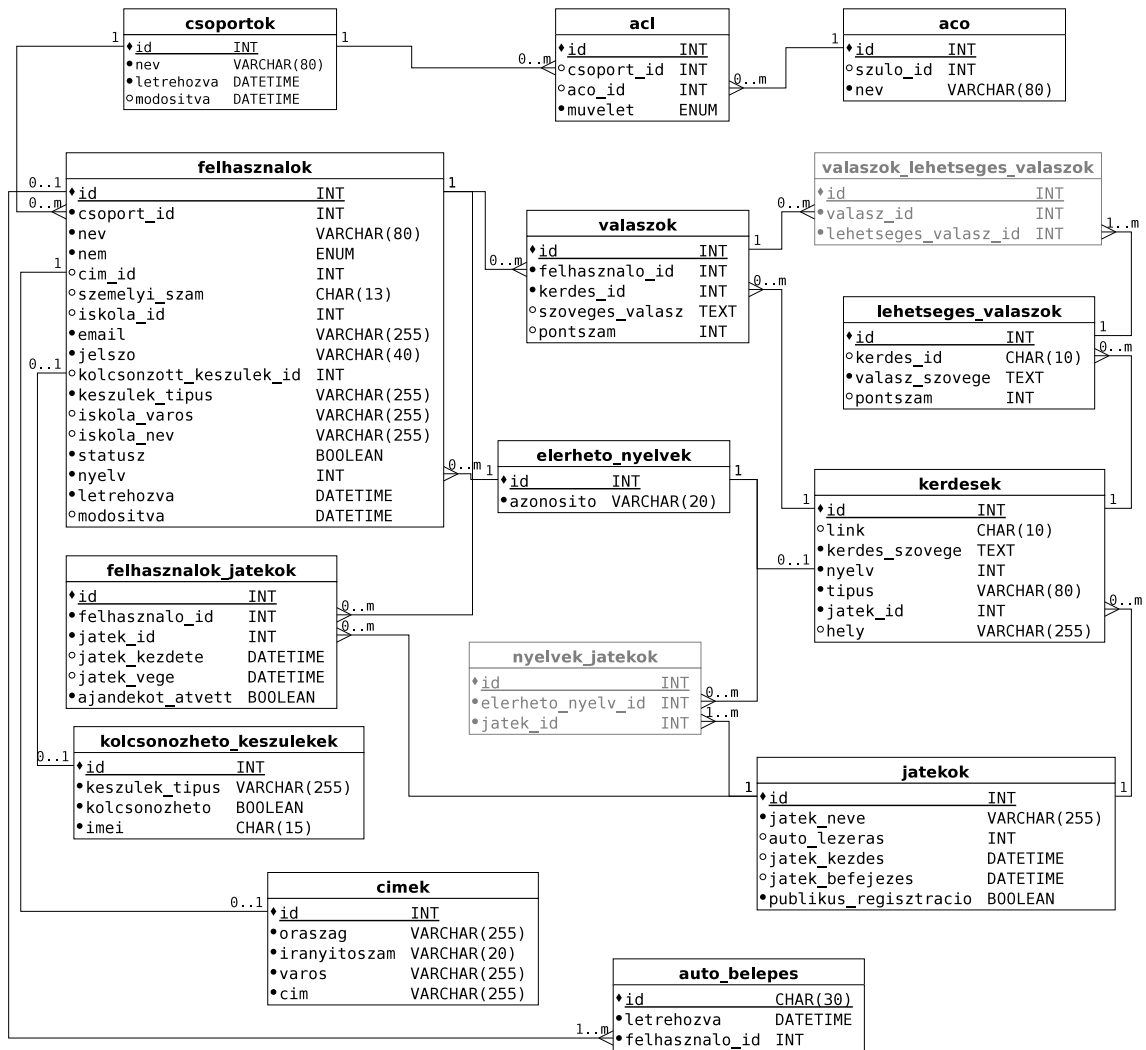 csoportok
♦id INT
●nev VARCHAR(80)
●letrehozva DATETIME
○modositva DATETIME
1
1
acl
♦id INT
○csoport_id INT
○aco_id INT
●muvelet ENUM
0..m
0..m
aco
♦id INT
○szulo_id INT
●nev VARCHAR(80)
1
felhasznalok
♦id INT
●csoport_id INT
●nev VARCHAR(80)
●nem ENUM
○cim_id INT
○szemelyi_szam CHAR(13)
○iskola_id INT
●email VARCHAR(255)
●jelszo VARCHAR(40)
○kolcsonzott_keszulek_id INT
●keszulek_tipus VARCHAR(255)
○iskola_varos VARCHAR(255)
○iskola_nev VARCHAR(255)
●statusz BOOLEAN
●nyelv INT
●letrehozva DATETIME
○modositva DATETIME
0..1
0..m
1
0..1
1
0..m
valaszok
♦id INT
●felhasznalo_id INT
●kerdes_id INT
○szoveges_valasz TEXT
○pontszam INT
0..m
1
0..m
valaszok_lehetseges_valaszok
♦id INT
●valasz_id INT
●lehetseges_valasz_id INT
0..m
1..m
lehetseges_valaszok
♦id INT
○kerdes_id CHAR(10)
●valasz_szovege TEXT
○pontszam INT
1
0..m
elerheto_nyelvek
♦id INT
●azonosito VARCHAR(20)
1
1
kerdesek
♦id INT
○link CHAR(10)
●kerdes_szovege TEXT
●nyelv INT
●tipus VARCHAR(80)
●jatek_id INT
○hely VARCHAR(255)
1
0..1
1
0..m
felhasznalok_jatekok
♦id INT
●felhasznalo_id INT
●jatek_id INT
○jatek_kezdete DATETIME
○jatek_vege DATETIME
●ajandekot_atvett BOOLEAN
0..m
0..m
nyelvek_jatekok
♦id INT
●elerheto_nyelv_id INT
●jatek_id INT
0..m
1..m
kolcsonozheto_keszulekek
♦id INT
●keszulek_tipus VARCHAR(255)
●kolcsonozheto BOOLEAN
●imei CHAR(15)
0..1
jatekok
♦id INT
●jatek_neve VARCHAR(255)
○auto_lezeras INT
○jatek_kezdes DATETIME
○jatek_befejezes DATETIME
●publikus_regisztracio BOOLEAN
1
1
cimek
♦id INT
●oraszag VARCHAR(255)
●iranyitoszam VARCHAR(20)
●varos VARCHAR(255)
●cim VARCHAR(255)
0..1
auto_belepes
♦id CHAR(30)
●letrehozva DATETIME
●felhasznalo_id INT
1..m